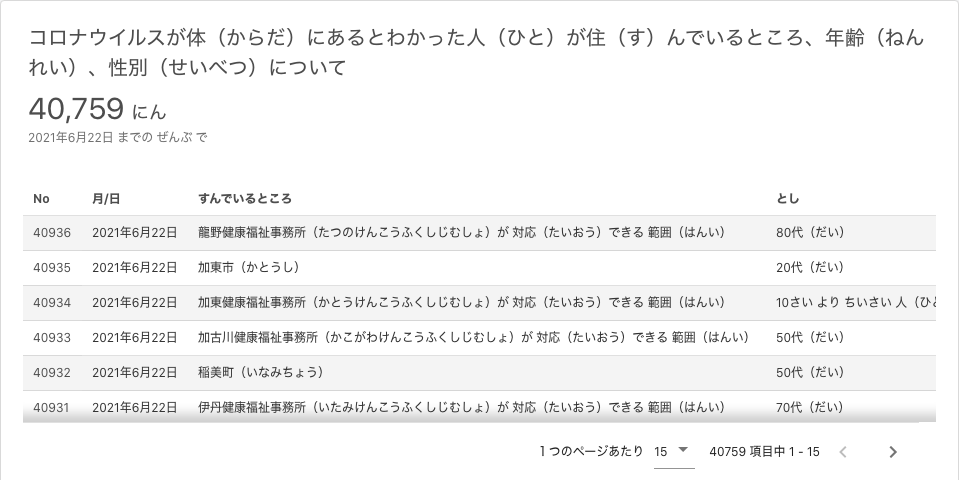 コロナウイルスが体（からだ）にあるとわかった人（ひと）が住（す）んでいるところ、年齢（ねん
れい）、性別（せいべつ）について
40,759 にん
2021年6月22日 までの ぜんぶ で
No 月/日 すんでいるところ とし
40936 2021年6月22日 龍野健康福祉事務所（たつのけんこうふくしじむしょ）が 対応（たいおう）できる 範囲（はんい） 80代（だい）
40935 2021年6月22日 加東市（かとうし） 20代（だい）
40934 2021年6月22日 加東健康福祉事務所（かとうけんこうふくしじむしょ）が 対応（たいおう）できる 範囲（はんい） 10さい より ちいさい 人（ひと
40933 2021年6月22日 加古川健康福祉事務所（かこがわけんこうふくしじむしょ）が 対応（たいおう）できる 範囲（はんい） 50代（だい）
40932 2021年6月22日 稲美町（いなみちょう） 50代（だい）
40931 2021年6月22日 伊丹健康福祉事務所（いたみけんこうふくしじむしょ）が 対応（たいおう）できる 範囲（はんい） 70代（だい）
1 つのページあたり 15 40759 項目中 1 - 15